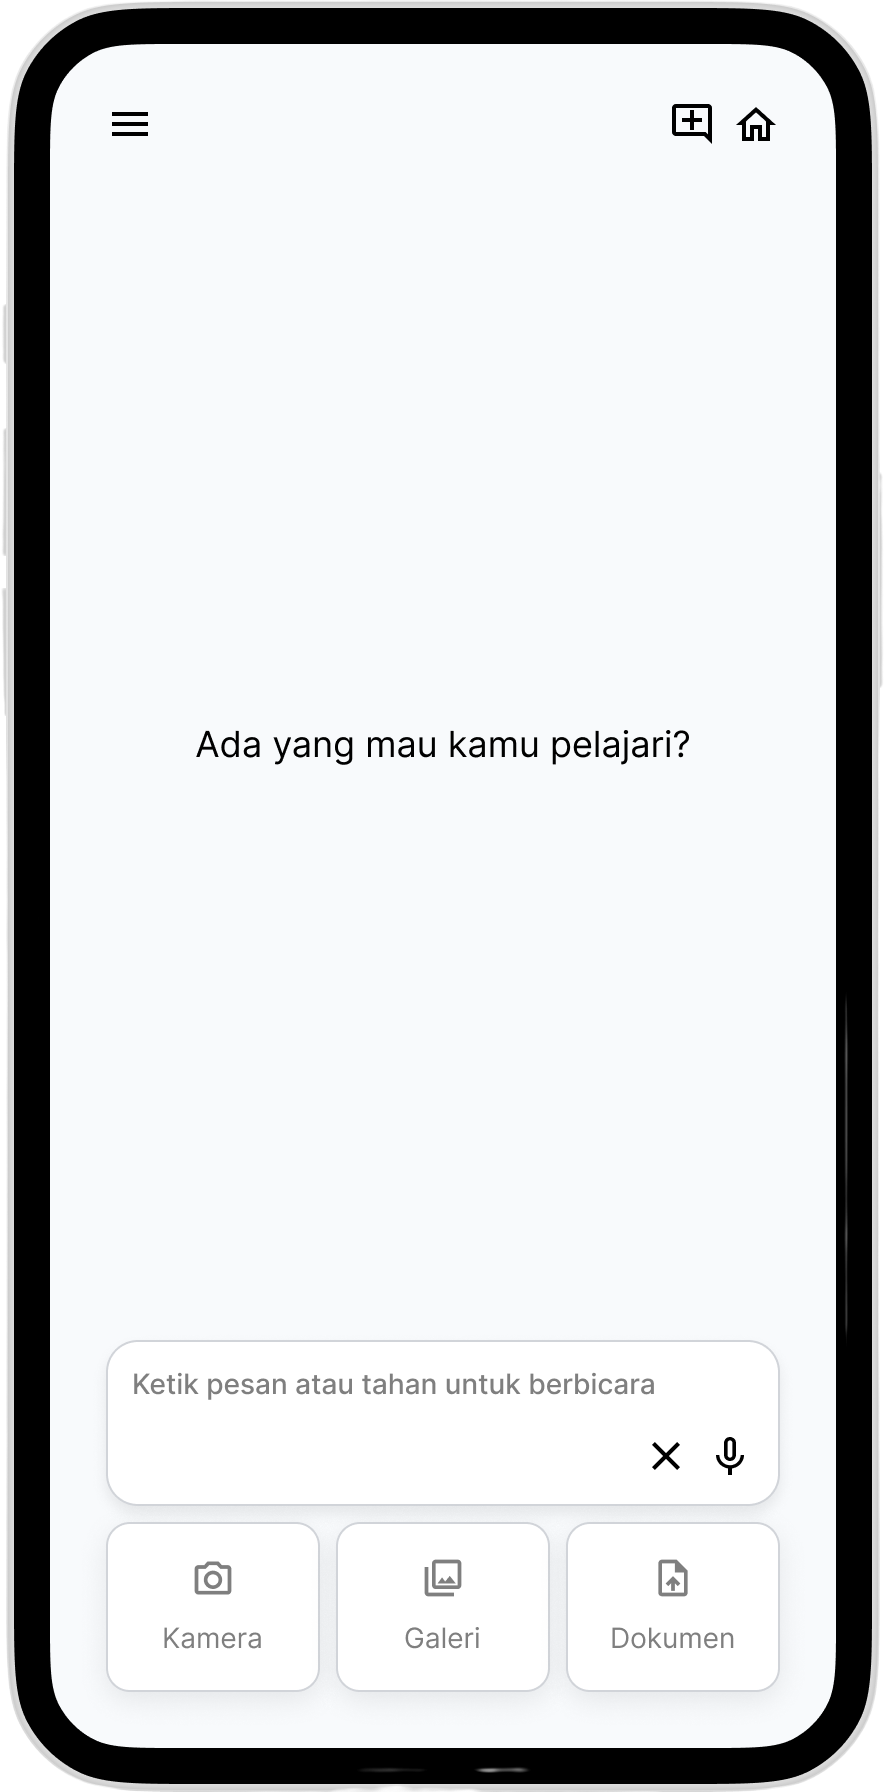 Ada yang mau kamu pelajari?
Ketik pesan atau tahan untuk berbicara
Kamera
Galeri
Dokumen